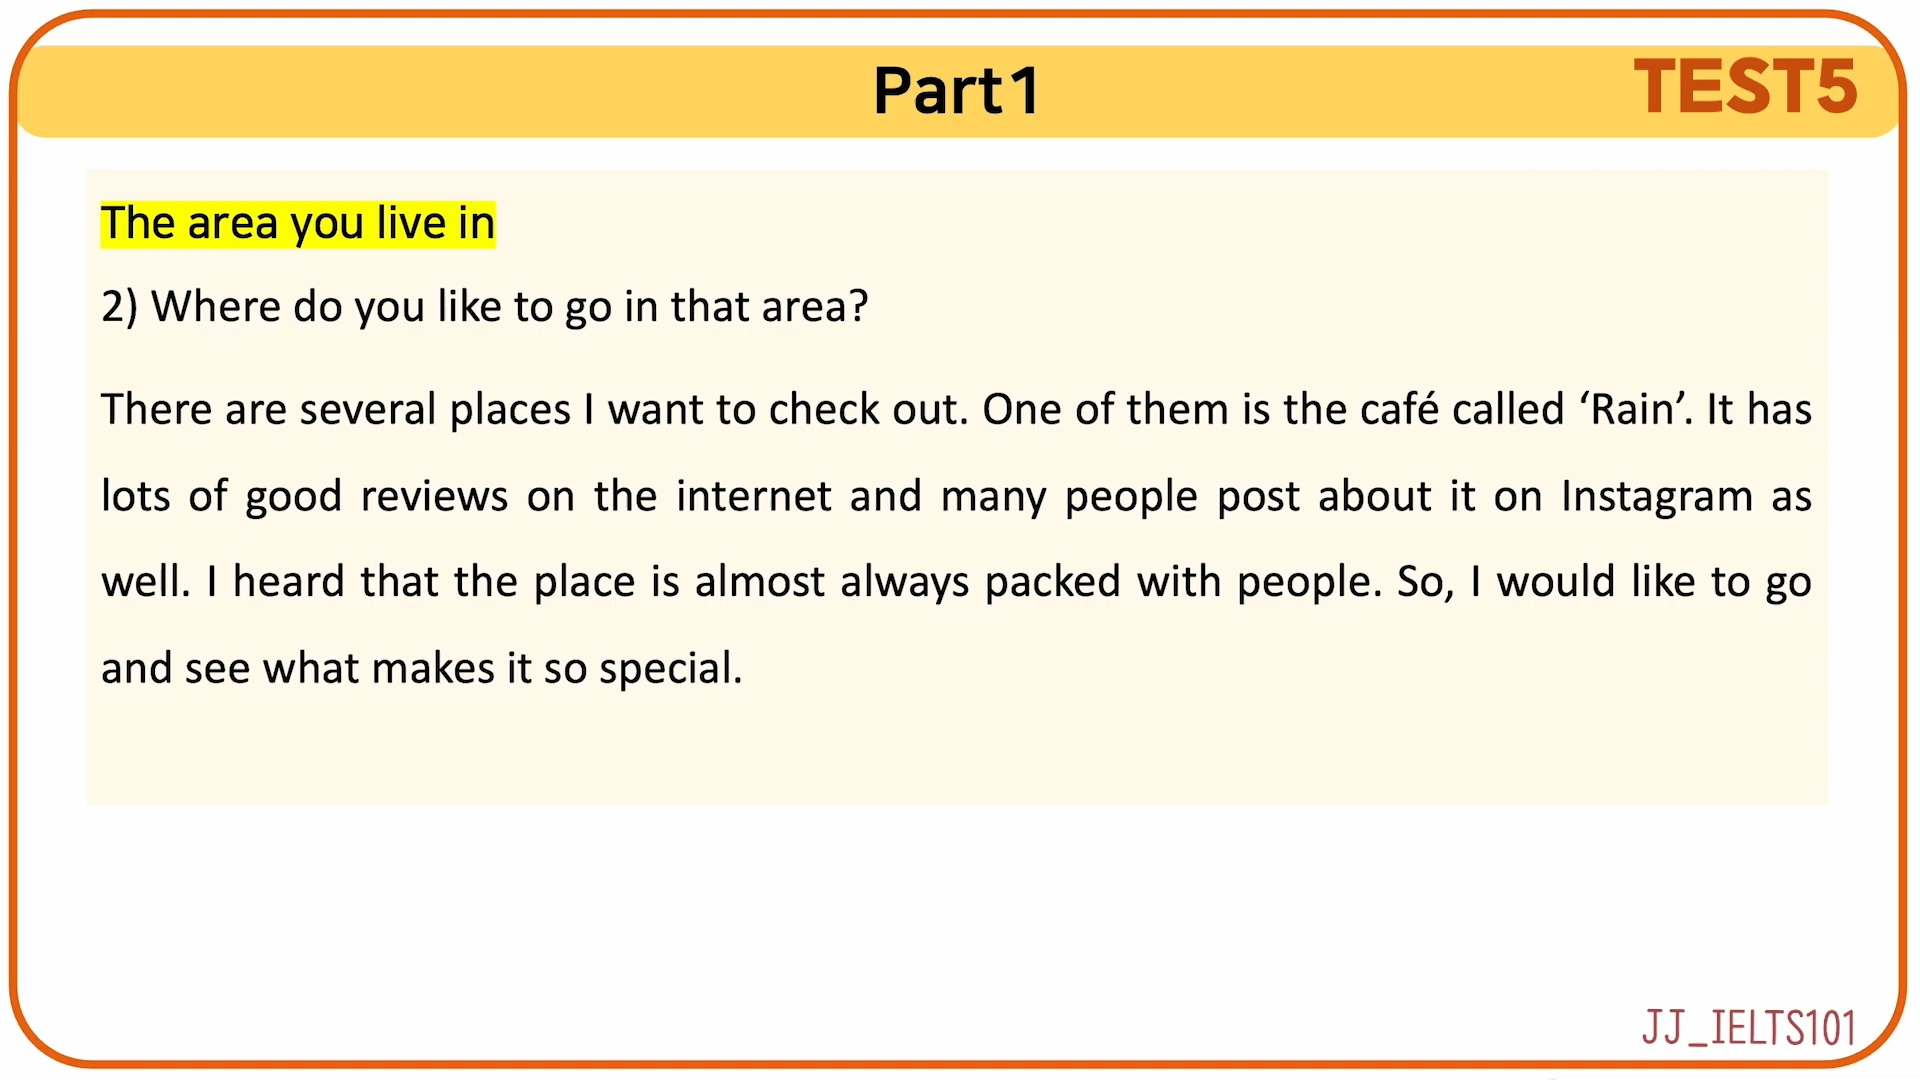 Part1
TEST5
The area you live in
2) Where do you like to go in that area?
There are several places I want to check out. One of them is the café called ‘Rain’. It has
lots of good reviews on the internet and many people post about it on Instagram as
well. I heard that the place is almost always packed with people. So, I would like to go
and see what makes it so special.
JJ_IELTS101